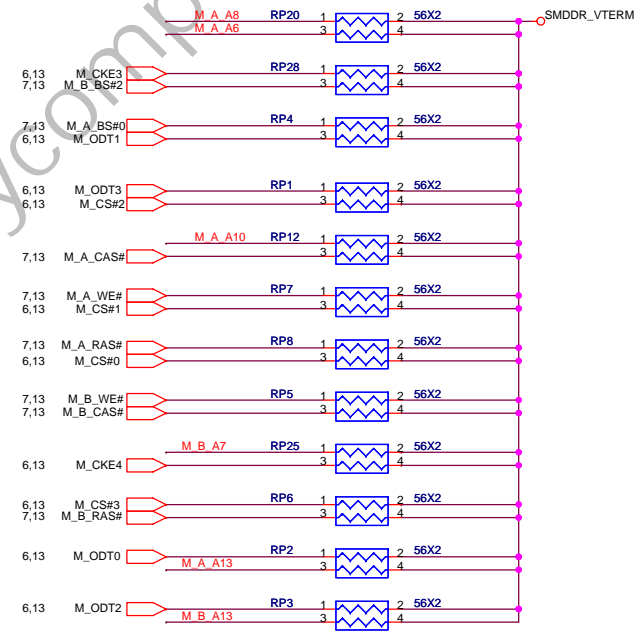 M_A_A8 RP20 1 2 56X2 SMDDR_VTERM
M_A_A6 3 4
6,13 M_CKE3 RP28 1 2 56X2
7,13 M_B_BS#2 3 4
7,13 M_A_BS#0 RP4 1 2 56X2
6,13 M_ODT1 3 4
6,13 M_ODT3 RP1 1 2 56X2
6,13 M_CS#2 3 4
M_A_A10 RP12 1 2 56X2
7,13 M_A_CAS# 3 4
7,13 M_A_WE# RP7 1 2 56X2
6,13 M_CS#1 3 4
7,13 M_A_RAS# RP8 1 2 56X2
6,13 M_CS#0 3 4
7,13 M_B_WE# RP5 1 2 56X2
7,13 M_B_CAS# 3 4
M_B_A7 RP25 1 2 56X2
6,13 M_CKE4 3 4
6,13 M_CS#3 RP6 1 2 56X2
7,13 M_B_RAS# 3 4
6,13 M_ODT0 RP2 1 2 56X2
M_A_A13 3 4
6,13 M_ODT2 RP3 1 2 56X2
M_B_A13 3 4
ycomp